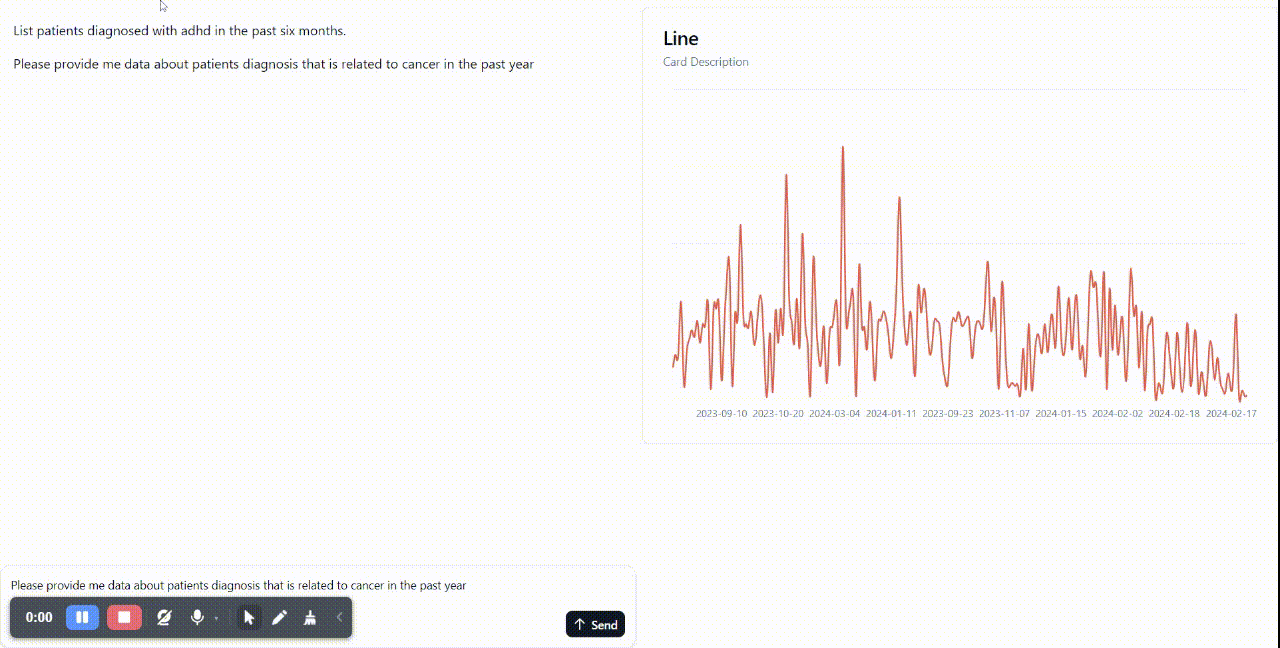 List patients diagnosed with adhd in the past six months.
Please provide me data about patients diagnosis that is related to cancer in the past year
Line
Card Description
2023-09-10 2023-10-20 2024-03-04 2024-01-11 2023-09-23 2023-11-07 2024-01-15 2024-02-02 2024-02-18 2024-02-17
Please provide me data about patients diagnosis that is related to cancer in the past year
0:00
Send